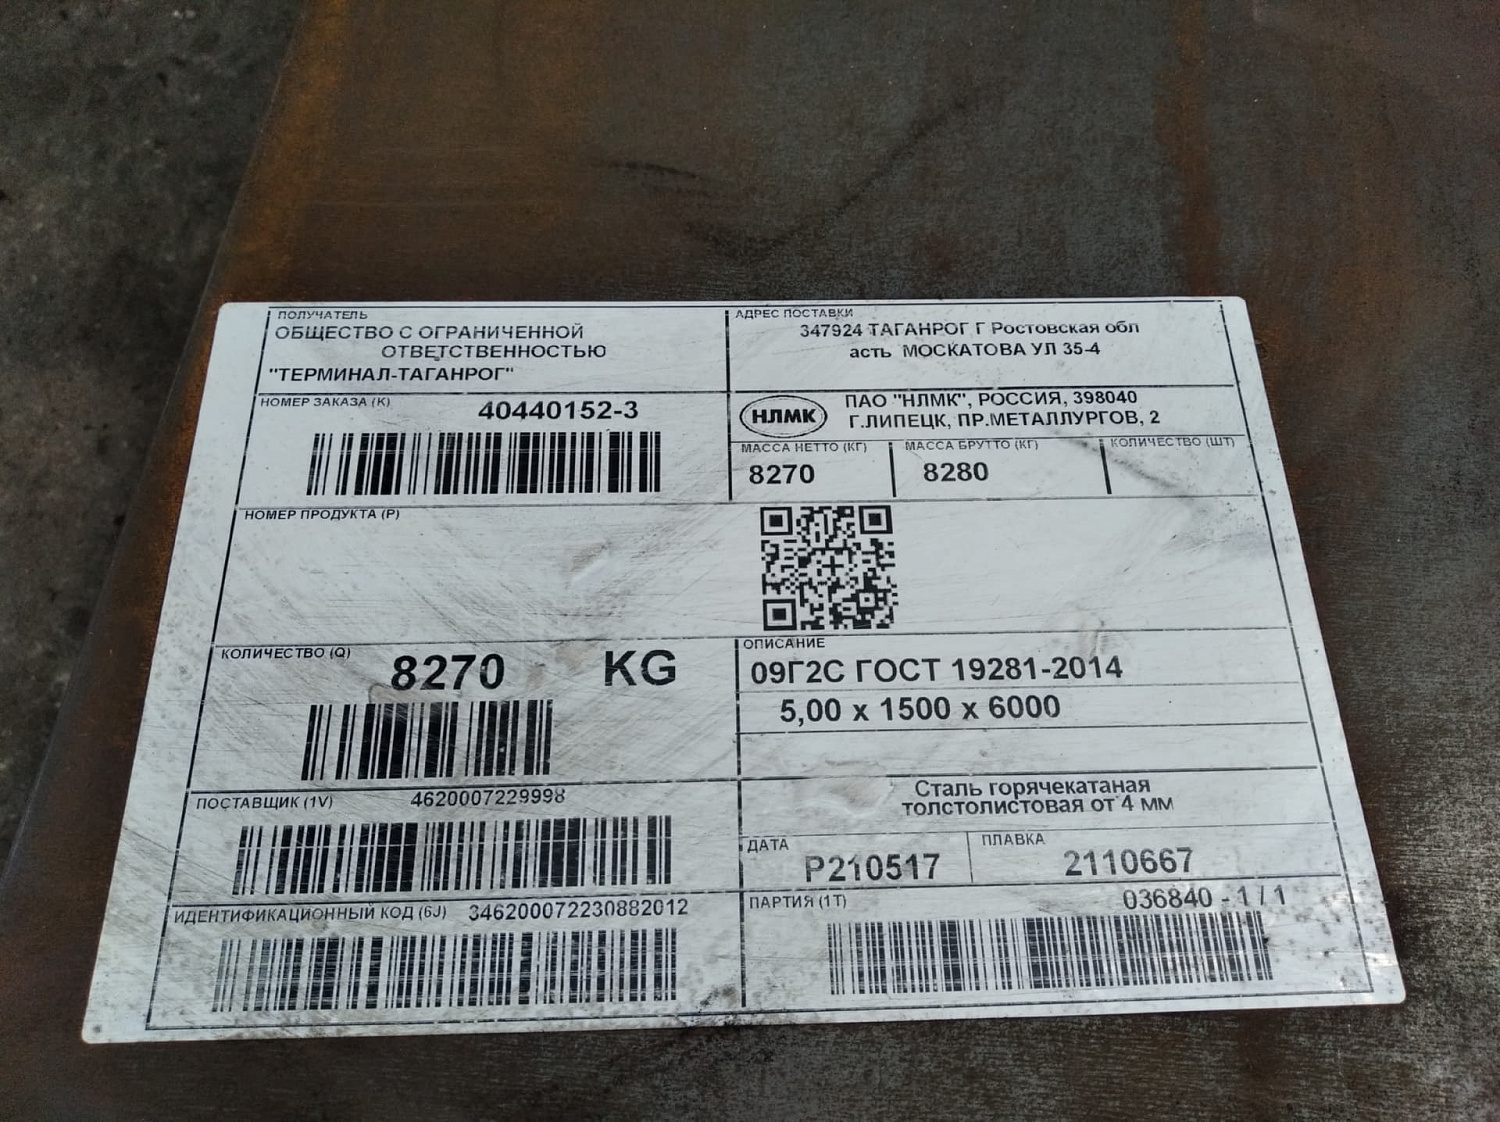 ПОЛУЧАТЕЛЬ
ОБЩЕСТВО С ОГРАНИЧЕННОЙ
ОТВЕТСТВЕННОСТЬЮ
"ТЕРМИНАЛ-ТАГАНРОГ"
АДРЕС ПОСТАВКИ
347924 ТАГАНРОГ Г Ростовская обл
асть МОСКАТОВА УЛ 35-4
НОМЕР ЗАКАЗА (K)
40440152-3
НЛМК
ПАО "НЛМК", РОССИЯ, 398040
Г.ЛИПЕЦК, ПР.МЕТАЛЛУРГОВ, 2
МАССА НЕТТО (КГ)
8270
МАССА БРУТТО (КГ)
8280
КОЛИЧЕСТВО (ШТ)
НОМЕР ПРОДУКТА (P)
КОЛИЧЕСТВО (Q)
8270 KG
ОПИСАНИЕ
09Г2С ГОСТ 19281-2014
5,00 x 1500 x 6000
Сталь горячекатаная
толстолистовая от 4 мм
ПОСТАВЩИК (1V)
4620007229998
ДАТА
P210517
ПЛАВКА
2110667
ИДЕНТИФИКАЦИОННЫЙ КОД (6J)
346200072230882012
ПАРТИЯ (1T)
036840 - 1 / 1